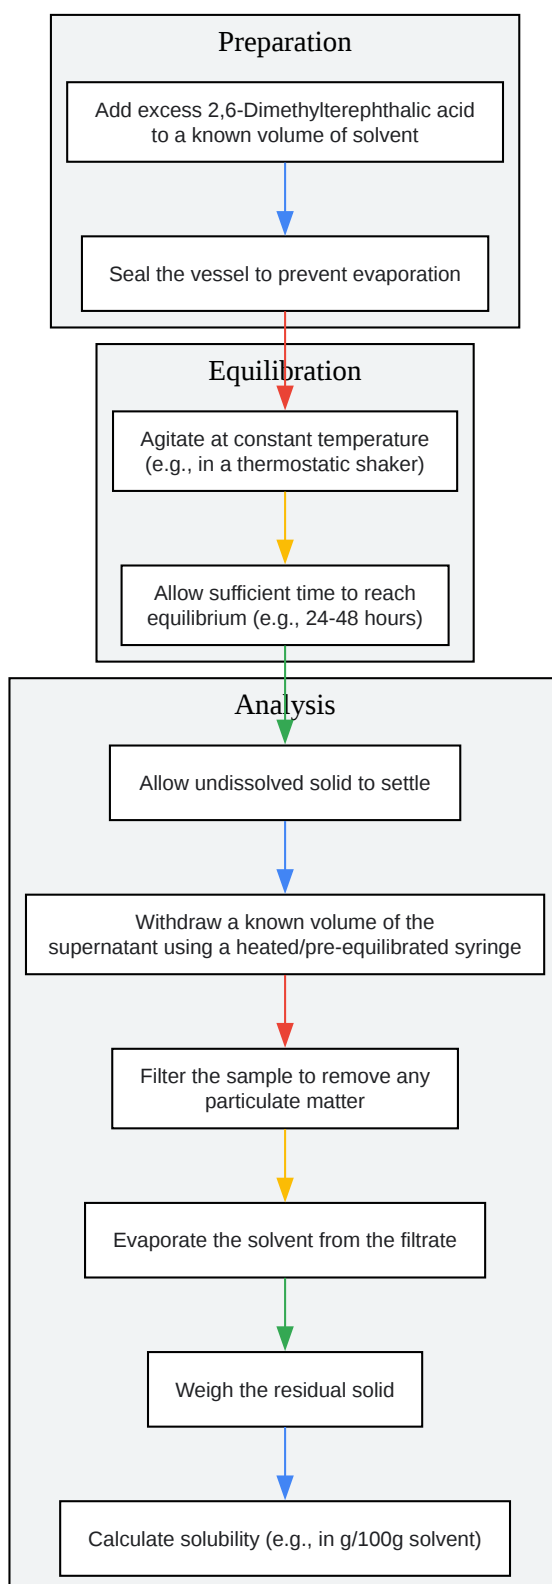 Preparation
Add excess 2,6-Dimethylterephthalic acid
to a known volume of solvent
Seal the vessel to prevent evaporation
Equilibration
Agitate at constant temperature
(e.g., in a thermostatic shaker)
Allow sufficient time to reach
equilibrium (e.g., 24-48 hours)
Analysis
Allow undissolved solid to settle
Withdraw a known volume of the
supernatant using a heated/pre-equilibrated syringe
Filter the sample to remove any
particulate matter
Evaporate the solvent from the filtrate
Weigh the residual solid
Calculate solubility (e.g., in g/100g solvent)